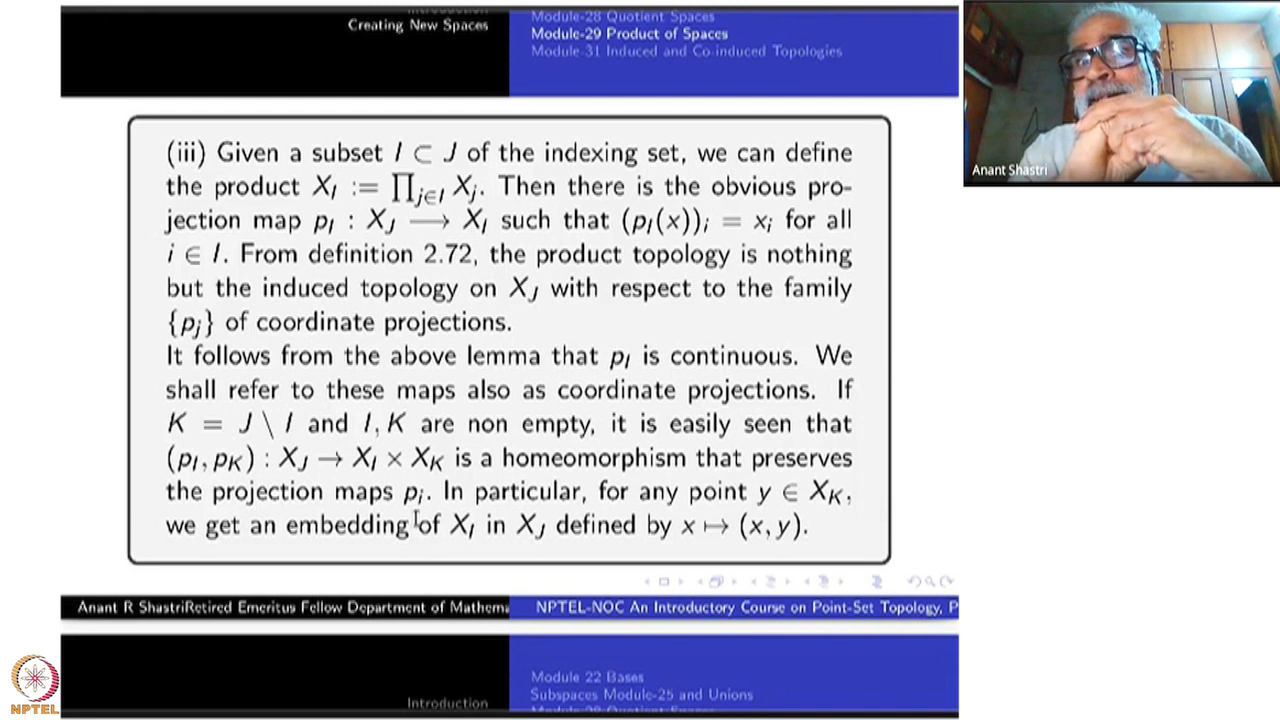 Creating New Spaces
Module-28 Quotient Spaces
Module-29 Product of Spaces
Module-31 Induced and Co-induced Topologies
(iii) Given a subset I ⊂ J of the indexing set, we can define
the product X_I := ∏_{j∈I} X_j. Then there is the obvious pro-
jection map p_I : X_J ⟶ X_I such that (p_I(x))_i = x_i for all
i ∈ I. From definition 2.72, the product topology is nothing
but the induced topology on X_J with respect to the family
{p_j} of coordinate projections.
It follows from the above lemma that p_I is continuous. We
shall refer to these maps also as coordinate projections. If
K = J \ I and I, K are non empty, it is easily seen that
(p_I, p_K) : X_J → X_I × X_K is a homeomorphism that preserves
the projection maps p_i. In particular, for any point y ∈ X_K,
we get an embedding of X_I in X_J defined by x ↦ (x, y).
Anant R ShastriRetired Emeritus Fellow Department of Mathema
NPTEL-NOC An Introductory Course on Point-Set Topology, P
Module 22 Bases
Subspaces Module-25 and Unions
Introduction
Anant Shastri
NPTEL